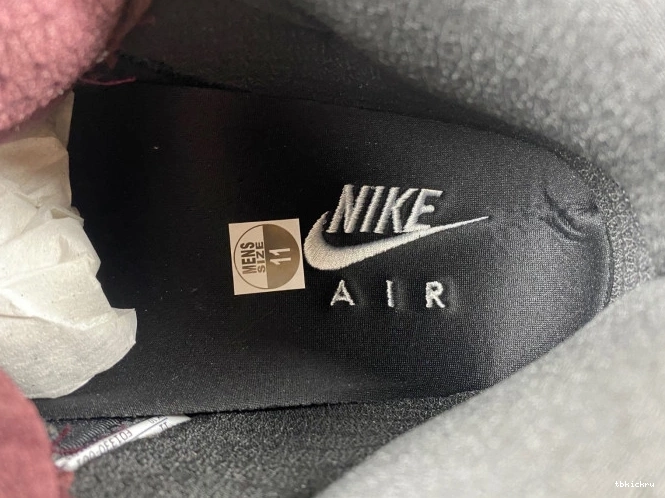 NIKE
AIR
MENS
SIZE
11
tbkickru